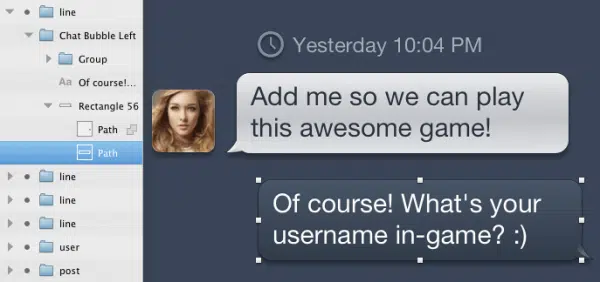 line
Chat Bubble Left
Group
Aa Of course!...
Rectangle 56
Path
Path
line
line
line
user
post
Yesterday 10:04 PM
Add me so we can play
this awesome game!
Of course! What's your
username in-game? :)